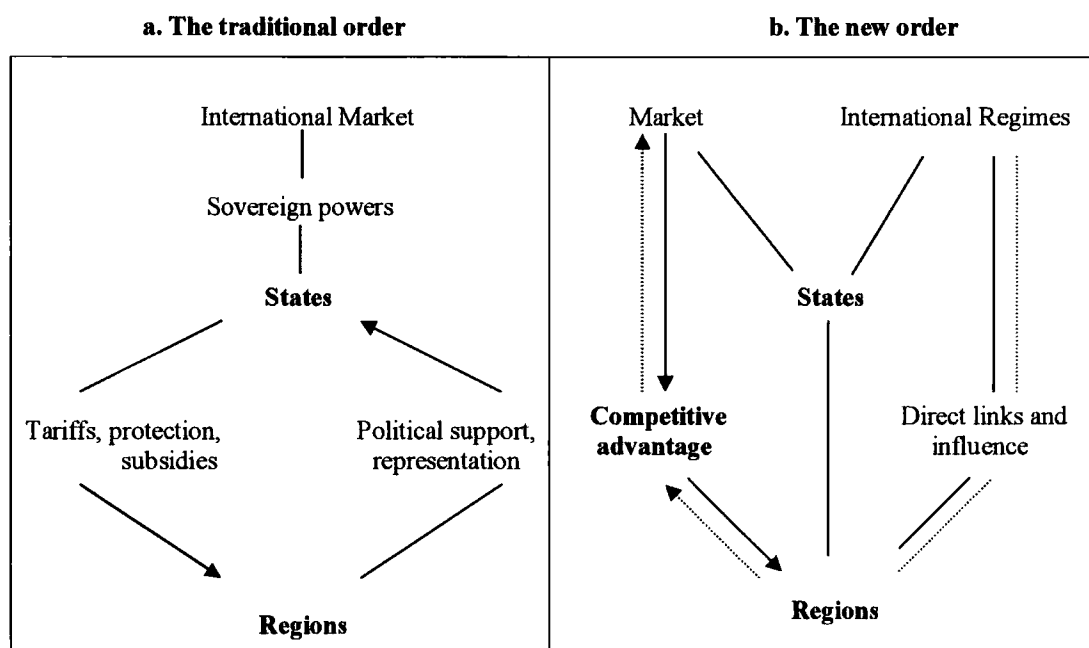 a. The traditional order
International Market
Sovereign powers
States
Tariffs, protection,
subsidies
Political support,
representation
Regions
b. The new order
Market
International Regimes
States
Competitive
advantage
Direct links and
influence
Regions